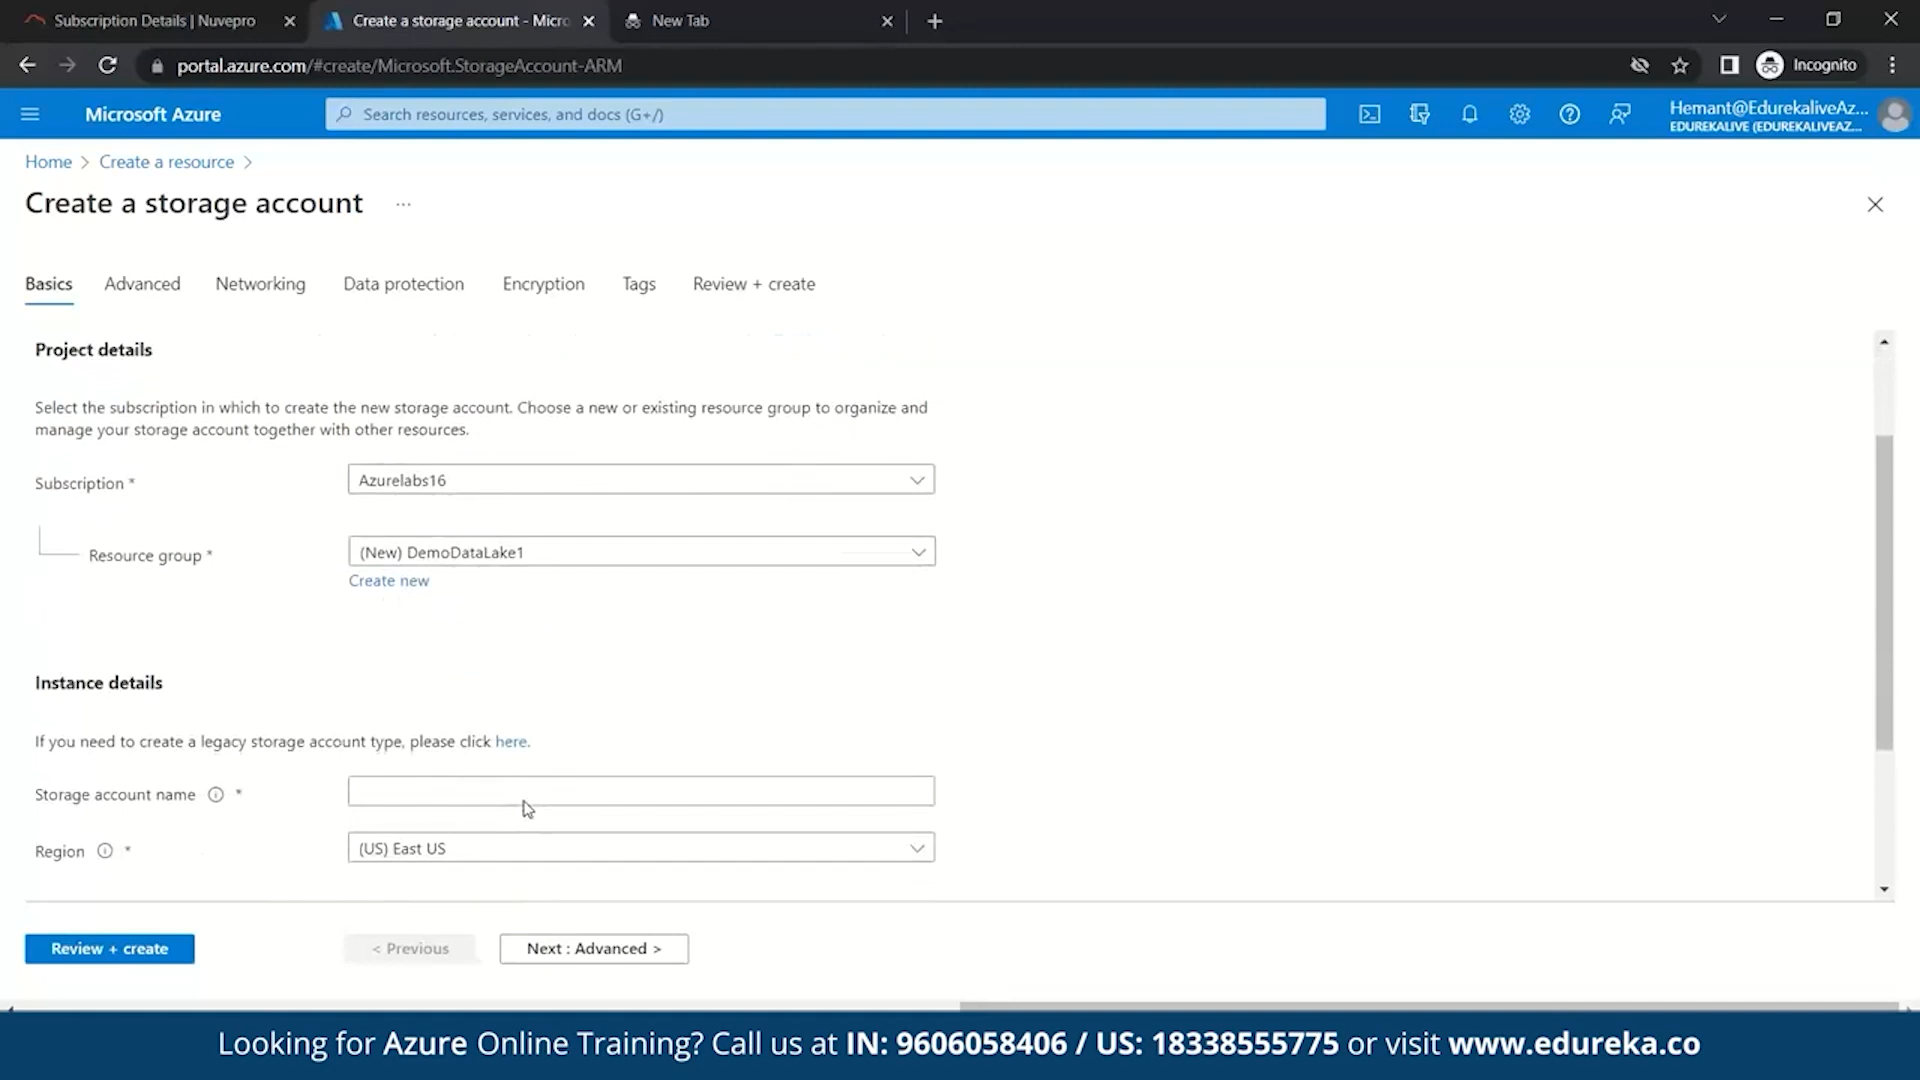 Subscription Details | Nuvepro
Create a storage account - Micro
New Tab
portal.azure.com/#create/Microsoft.StorageAccount-ARM
Incognito
Microsoft Azure
Search resources, services, and docs (G+/)
Hemant@EdurekaliveAz...
EDUREKALIVE (EDUREKALIVEAZ...
Home > Create a resource >
Create a storage account ...
Basics Advanced Networking Data protection Encryption Tags Review + create
Project details
Select the subscription in which to create the new storage account. Choose a new or existing resource group to organize and
manage your storage account together with other resources.
Subscription * Azurelabs16
Resource group * (New) DemoDataLake1
Create new
Instance details
If you need to create a legacy storage account type, please click here.
Storage account name *
Region * (US) East US
Review + create < Previous Next : Advanced >
Looking for Azure Online Training? Call us at IN: 9606058406 / US: 18338555775 or visit www.edureka.co